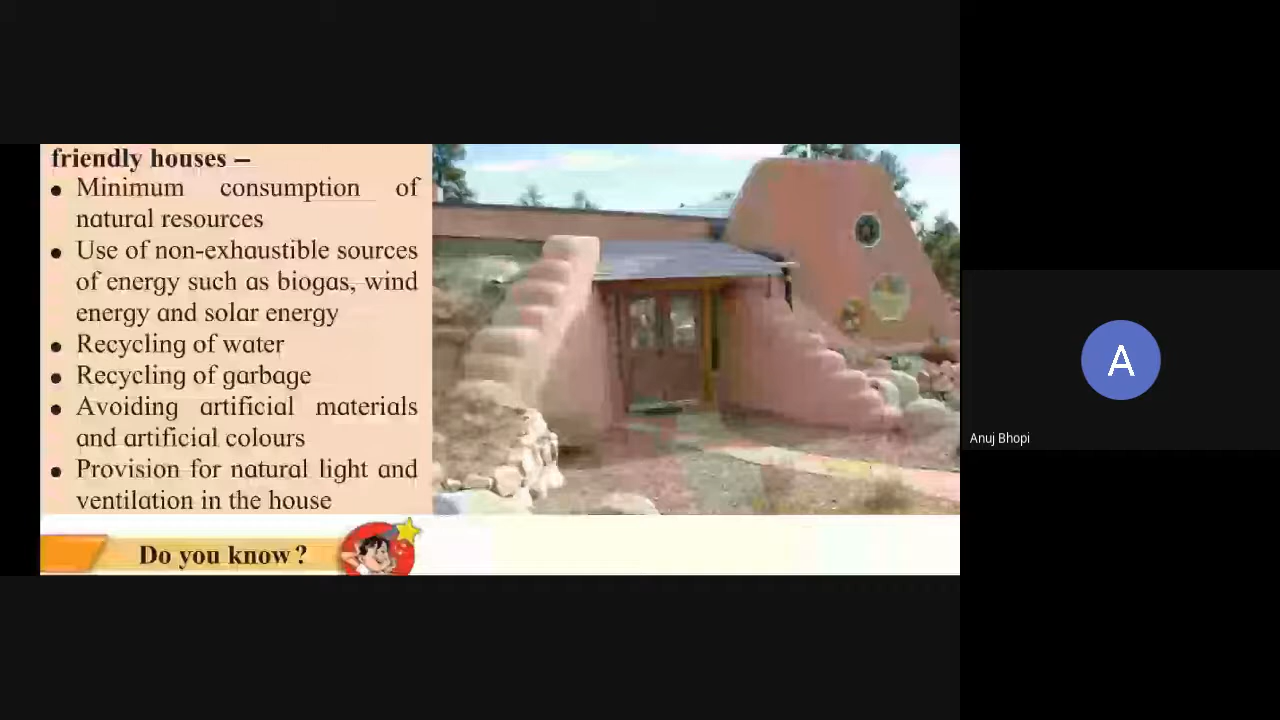 friendly houses –
• Minimum consumption of
natural resources
• Use of non-exhaustible sources
of energy such as biogas, wind
energy and solar energy
• Recycling of water
• Recycling of garbage
• Avoiding artificial materials
and artificial colours
• Provision for natural light and
ventilation in the house
Do you know?
A
Anuj Bhopi